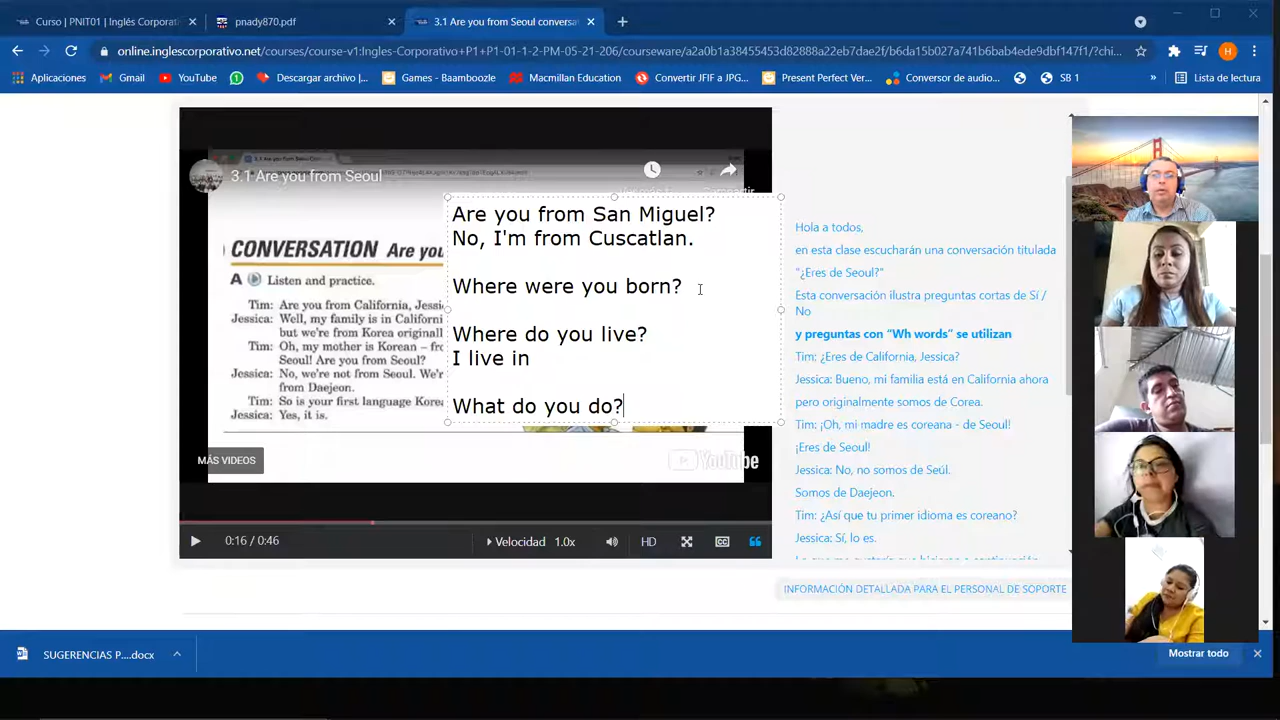 Curso | PNIT01 | Inglés Corporati
pnady870.pdf
3.1 Are you from Seoul conversa
online.inglescorporativo.net/courses/course-v1:Ingles-Corporativo+P1+P1-01-1-2-PM-05-21-206/courseware/a2a0b1a38455453d82888a22eb7dae2f/b6da15b027a741b6bab4ede9dbf147f1/?chi...
H
Aplicaciones
Gmail
YouTube
Descargar archivo |...
Games - Baamboozle
Macmillan Education
Convertir JFIF a JPG...
Present Perfect Ver...
Conversor de audio...
SB 1
»
Lista de lectura
3.1 Are you from Seoul
CONVERSATION Are you
A Listen and practice.
Tim: Are you from California, Jessi
Jessica: Well, my family is in Californi
but we're from Korea originall
Tim: Oh, my mother is Korean – fr
Seoul! Are you from Seoul?
Jessica: No, we're not from Seoul. We'r
from Daejeon.
Tim: So is your first language Kore
Jessica: Yes, it is.
Are you from San Miguel?
No, I'm from Cuscatlan.
Where were you born?
Where do you live?
I live in
What do you do?
MÁS VIDEOS
YouTube
0:16 / 0:46
Velocidad 1.0x
HD
CC
Hola a todos,
en esta clase escucharán una conversación titulada
"¿Eres de Seoul?"
Esta conversación ilustra preguntas cortas de Sí /
No
y preguntas con “Wh words” se utilizan
Tim: ¿Eres de California, Jessica?
Jessica: Bueno, mi familia está en California ahora
pero originalmente somos de Corea.
Tim: ¡Oh, mi madre es coreana - de Seoul!
¡Eres de Seoul!
Jessica: No, no somos de Seúl.
Somos de Daejeon.
Tim: ¿Así que tu primer idioma es coreano?
Jessica: Sí, lo es.
INFORMACIÓN DETALLADA PARA EL PERSONAL DE SOPORTE
SUGERENCIAS P....docx
Mostrar todo